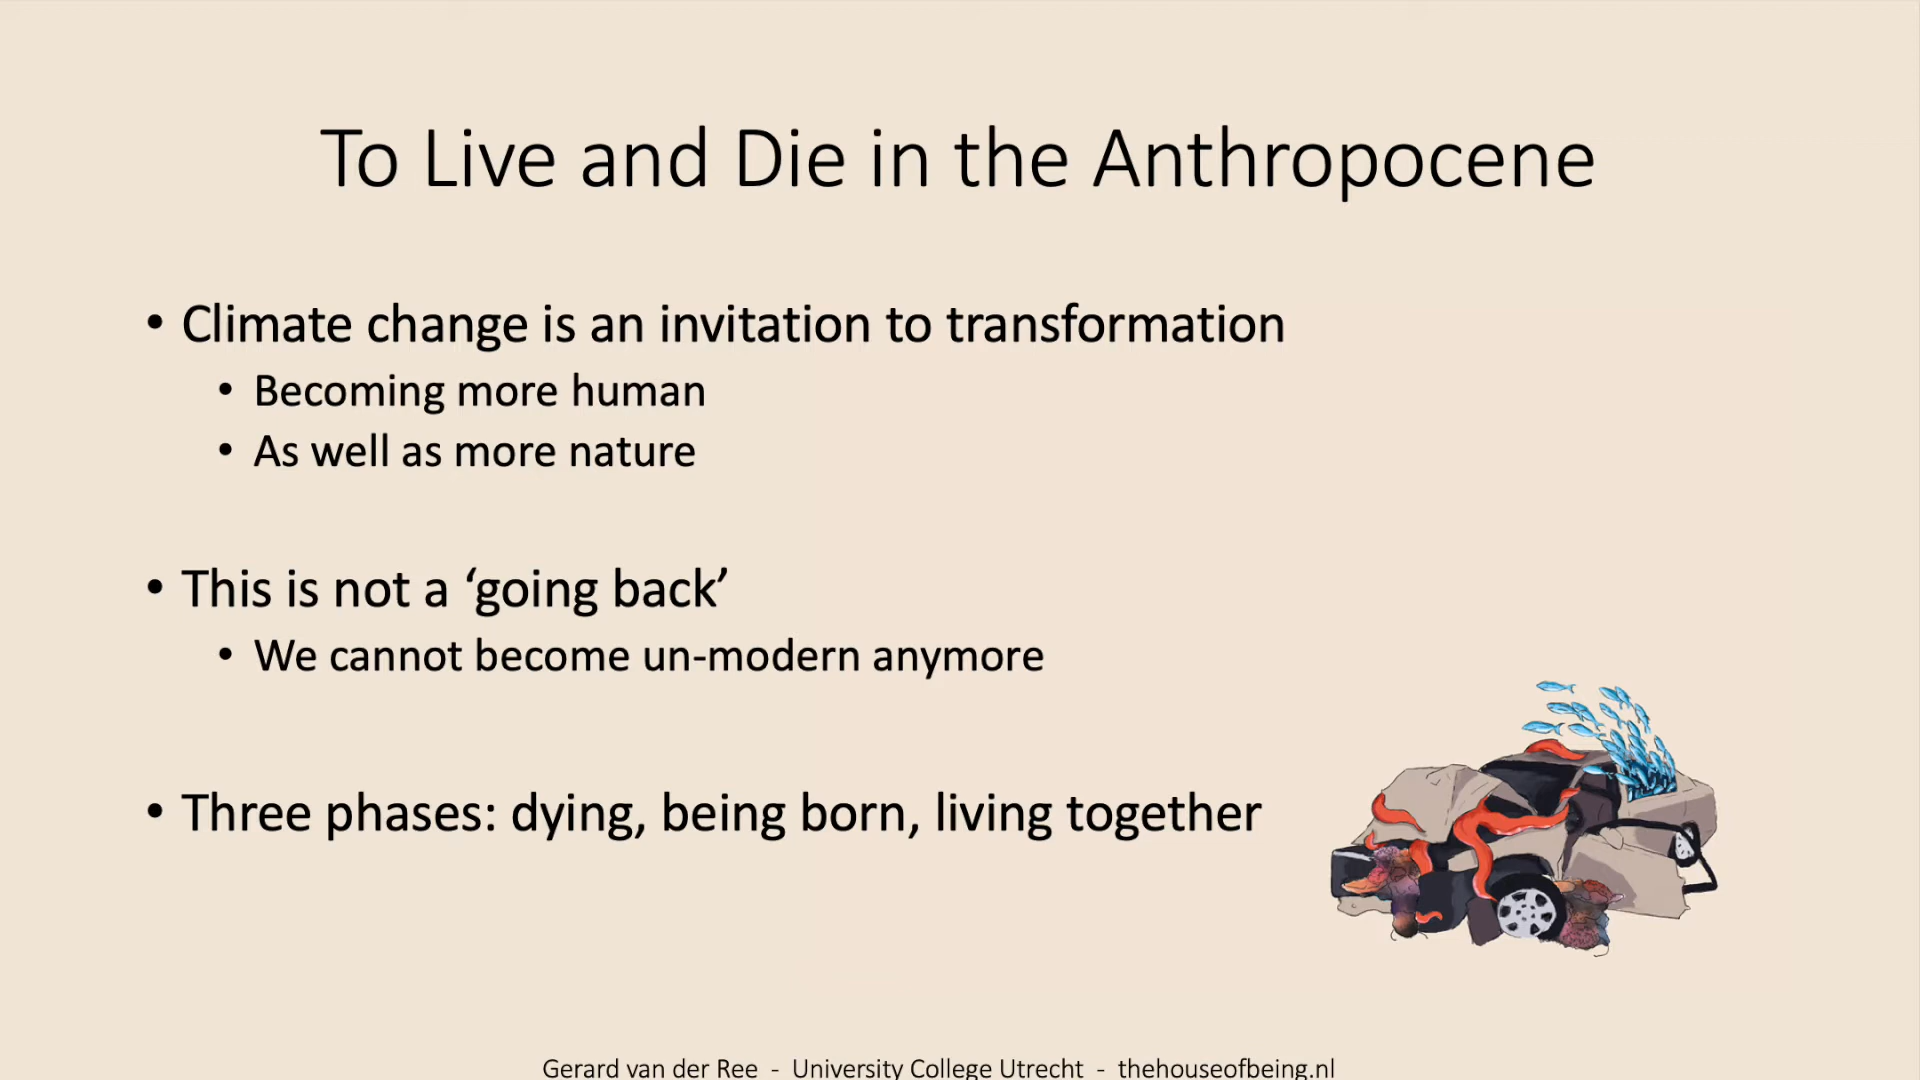 To Live and Die in the Anthropocene
• Climate change is an invitation to transformation
• Becoming more human
• As well as more nature
• This is not a ‘going back’
• We cannot become un-modern anymore
• Three phases: dying, being born, living together
Gerard van der Ree - University College Utrecht - thehouseofbeing.nl